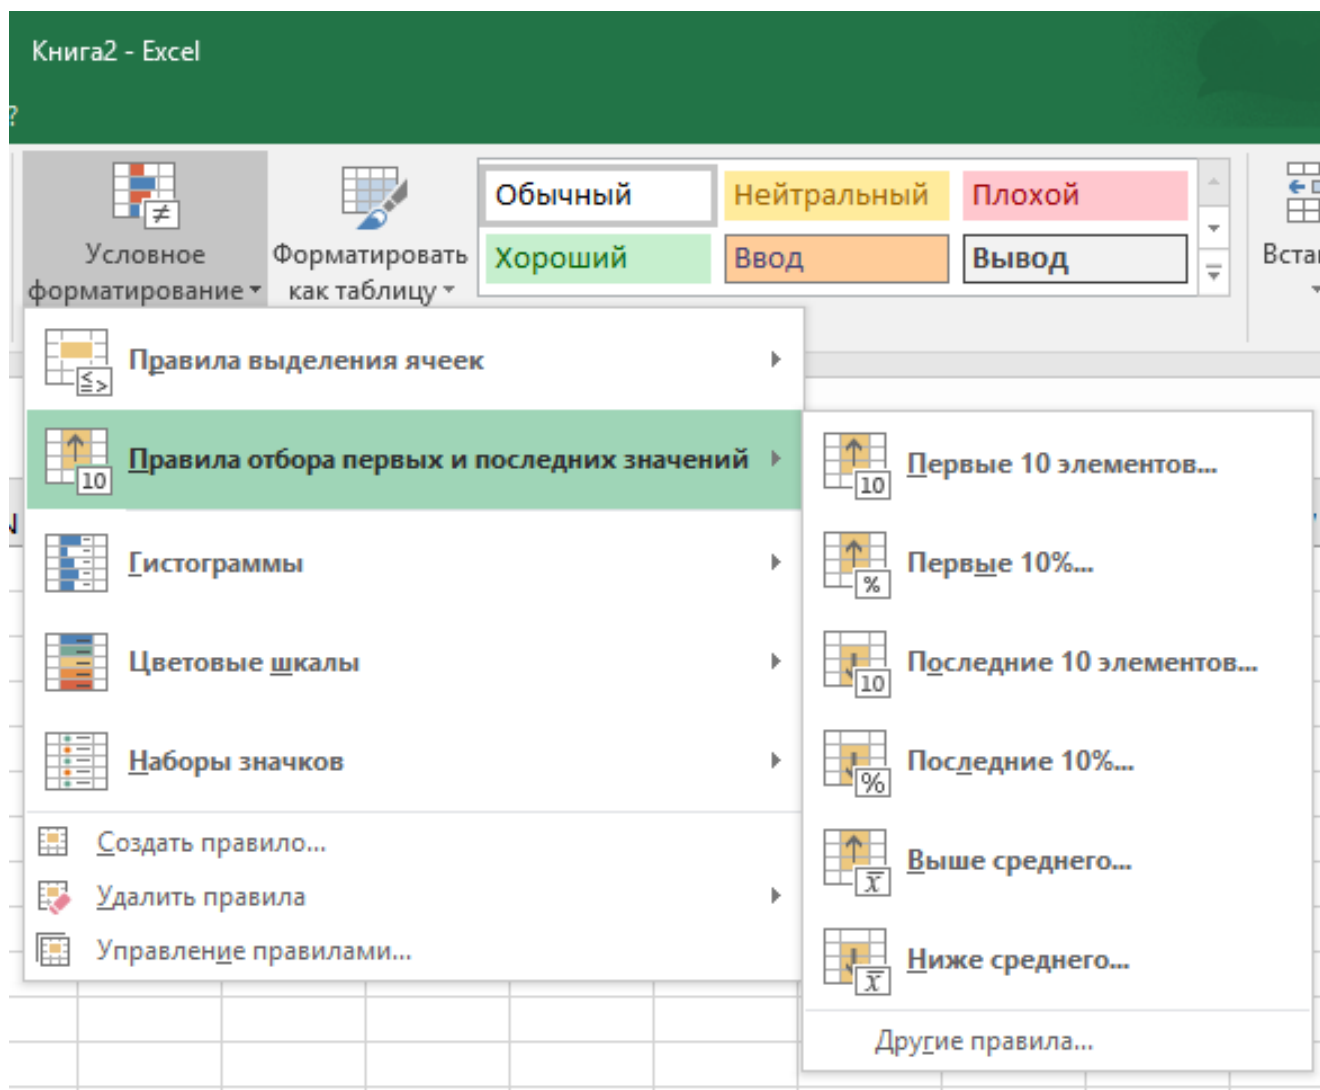 Книга2 - Excel
?
Условное
форматирование
Форматировать
как таблицу
Обычный
Нейтральный
Плохой
Хороший
Ввод
Вывод
Правила выделения ячеек
Правила отбора первых и последних значений
Гистограммы
Цветовые шкалы
Наборы значков
Создать правило...
Удалить правила
Управление правилами...
Первые 10 элементов...
Первые 10%...
Последние 10 элементов...
Последние 10%...
Выше среднего...
Ниже среднего...
Другие правила...